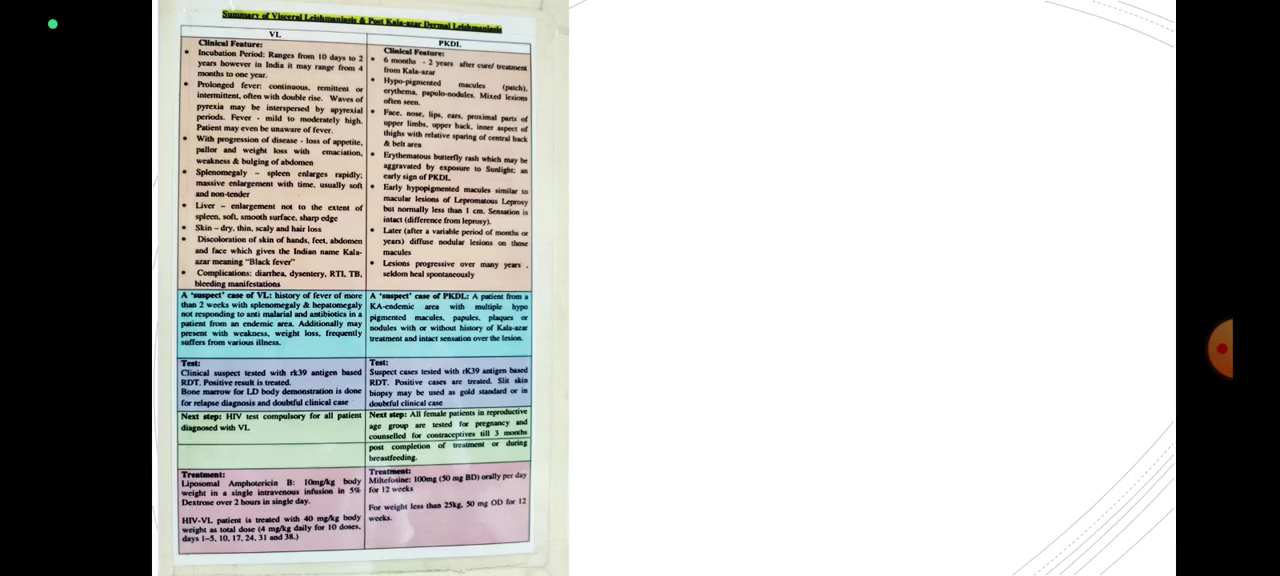 Summary of Visceral Leishmaniasis & Post Kala-azar Dermal Leishmaniasis
VL
Clinical Feature:
• Incubation Period: Ranges from 10 days to 2
years however in India it may range from 4
months to one year.
• Prolonged fever: continuous, remittent or
intermittent, often with double rise. Waves of
pyrexia may be interspersed by apyrexial
periods. Fever - mild to moderately high.
Patient may even be unaware of fever.
• With progression of disease - loss of appetite,
pallor and weight loss with emaciation,
weakness & bulging of abdomen
• Splenomegaly – spleen enlarges rapidly;
massive enlargement with time, usually soft
and non-tender
• Liver – enlargement not to the extent of
spleen, soft, smooth surface, sharp edge
• Skin – dry, thin, scaly and hair loss
• Discoloration of skin of hands, feet, abdomen
and face which gives the Indian name Kala-
azar meaning "Black fever"
• Complications: diarrhea, dysentery, RTI, TB,
bleeding manifestations
A 'suspect' case of VL: history of fever of more
than 2 weeks with splenomegaly & hepatomegaly
not responding to anti malarial and antibiotics in a
patient from an endemic area. Additionally may
present with weakness, weight loss, frequently
suffers from various illness.
Test:
Clinical suspect tested with rk39 antigen based
RDT. Positive result is treated.
Bone marrow for LD body demonstration is done
for relapse diagnosis and doubtful clinical case
Next step: HIV test compulsory for all patient
diagnosed with VL
Treatment:
Liposomal Amphotericin B: 10mg/kg body
weight in a single intravenous infusion in 5%
Dextrose over 2 hours in single day.
HIV-VL patient is treated with 40 mg/kg body
weight as total dose (4 mg/kg daily for 10 doses,
days 1–5, 10, 17, 24, 31 and 38.)
PKDL
Clinical Feature:
• 6 months - 2 years after cure/ treatment
from Kala-azar
• Hypo-pigmented macules (patch),
erythema, papulo-nodules. Mixed lesions
often seen.
• Face, nose, lips, ears, proximal parts of
upper limbs, upper back, inner aspect of
thighs with relative sparing of central back
& belt area
• Erythematous butterfly rash which may be
aggravated by exposure to Sunlight; an
early sign of PKDL
• Early hypopigmented macules similar to
macular lesions of Lepromatous Leprosy
but normally less than 1 cm. Sensation is
intact (difference from leprosy).
• Later (after a variable period of months or
years) diffuse nodular lesions on those
macules
• Lesions progressive over many years ,
seldom heal spontaneously
A 'suspect' case of PKDL: A patient from a
KA-endemic area with multiple hypo
pigmented macules, papules, plaques or
nodules with or without history of Kala-azar
treatment and intact sensation over the lesion.
Test:
Suspect cases tested with rK39 antigen based
RDT. Positive cases are treated. Slit skin
biopsy may be used as gold standard or in
doubtful clinical case
Next step: All female patients in reproductive
age group are tested for pregnancy and
counselled for contraceptives till 3 months
post completion of treatment or during
breastfeeding.
Treatment:
Miltefosine: 100mg (50 mg BD) orally per day
for 12 weeks
For weight less than 25kg, 50 mg OD for 12
weeks.